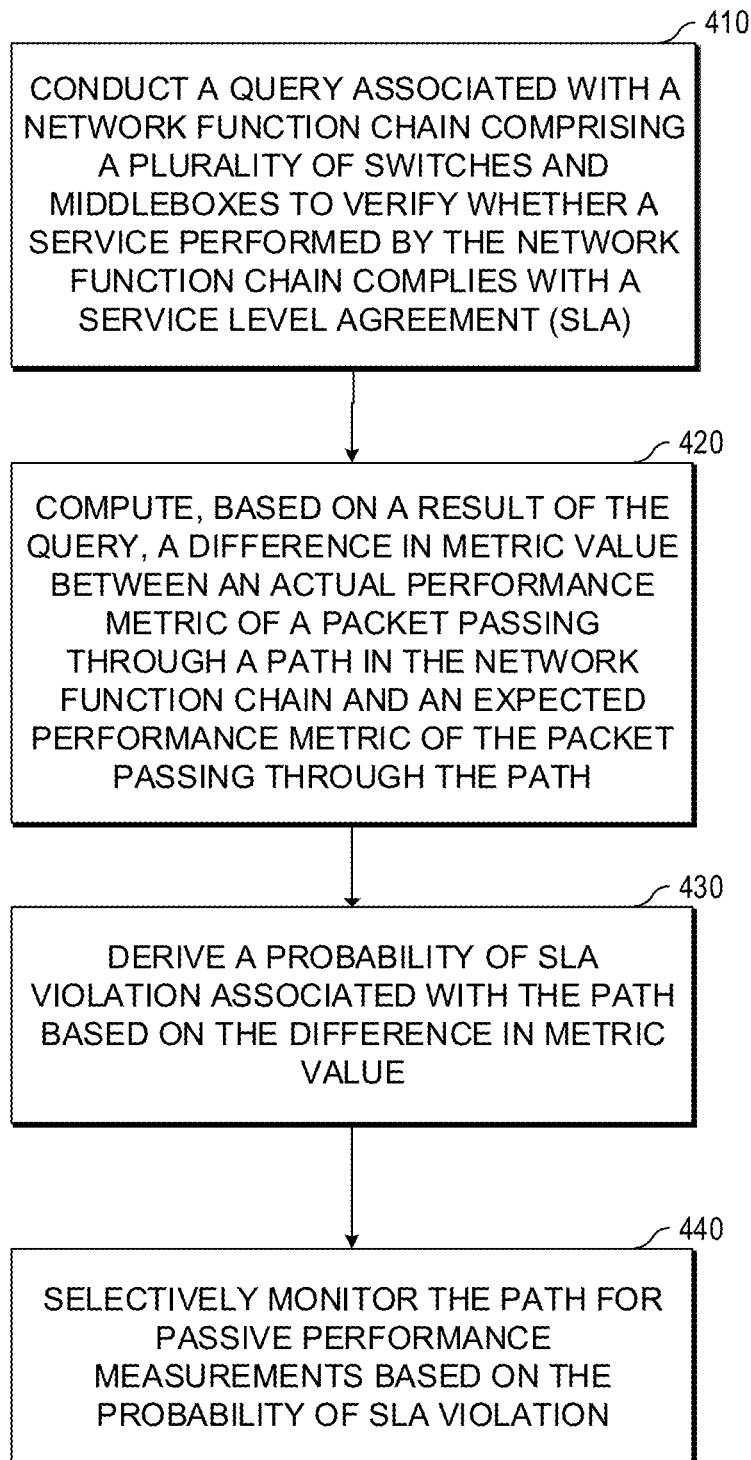 410
CONDUCT A QUERY ASSOCIATED WITH A
NETWORK FUNCTION CHAIN COMPRISING
A PLURALITY OF SWITCHES AND
MIDDLEBOXES TO VERIFY WHETHER A
SERVICE PERFORMED BY THE NETWORK
FUNCTION CHAIN COMPLIES WITH A
SERVICE LEVEL AGREEMENT (SLA)
420
COMPUTE, BASED ON A RESULT OF THE
QUERY, A DIFFERENCE IN METRIC VALUE
BETWEEN AN ACTUAL PERFORMANCE
METRIC OF A PACKET PASSING
THROUGH A PATH IN THE NETWORK
FUNCTION CHAIN AND AN EXPECTED
PERFORMANCE METRIC OF THE PACKET
PASSING THROUGH THE PATH
430
DERIVE A PROBABILITY OF SLA
VIOLATION ASSOCIATED WITH THE PATH
BASED ON THE DIFFERENCE IN METRIC
VALUE
440
SELECTIVELY MONITOR THE PATH FOR
PASSIVE PERFORMANCE
MEASUREMENTS BASED ON THE
PROBABILITY OF SLA VIOLATION